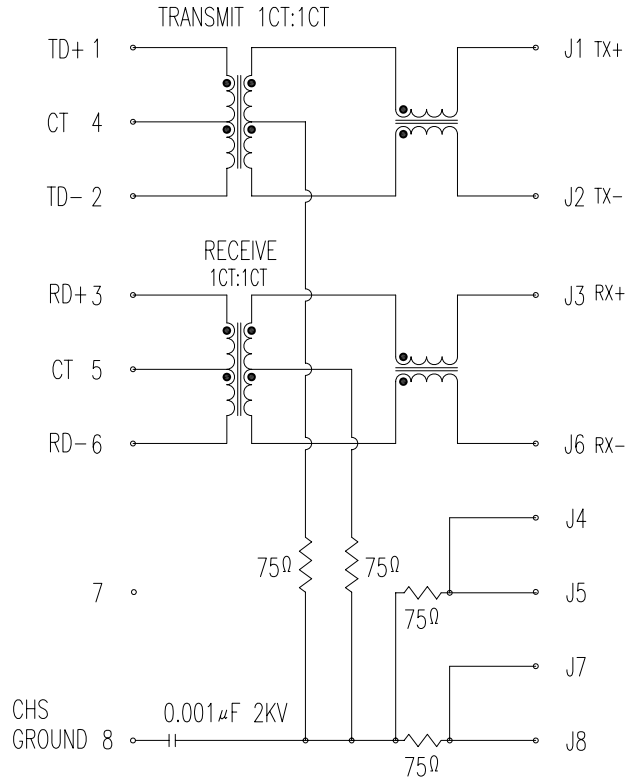 TRANSMIT 1CT:1CT
TD+ 1
J1 TX+
CT 4
TD- 2
J2 TX-
RECEIVE
1CT:1CT
RD+ 3
J3 RX+
CT 5
RD- 6
J6 RX-
J4
75Ω
75Ω
7
J5
75Ω
J7
CHS
GROUND 8
0.001µF 2KV
J8
75Ω